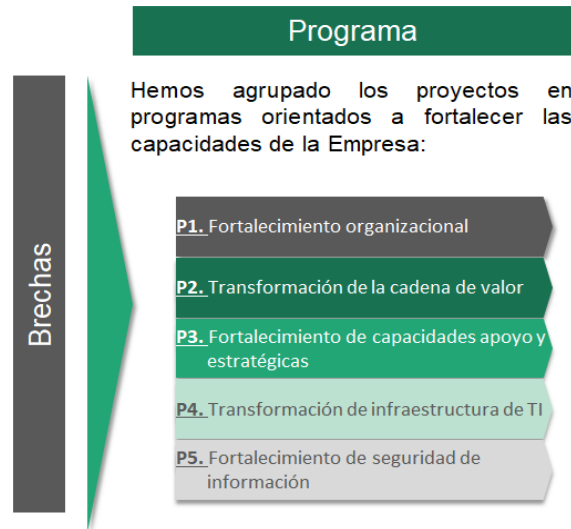 Programa
Hemos agrupado los proyectos en
programas orientados a fortalecer las
capacidades de la Empresa:
Brechas
P1. Fortalecimiento organizacional
P2. Transformación de la cadena de valor
P3. Fortalecimiento de capacidades apoyo y
estratégicas
P4. Transformación de infraestructura de TI
P5. Fortalecimiento de seguridad de
información